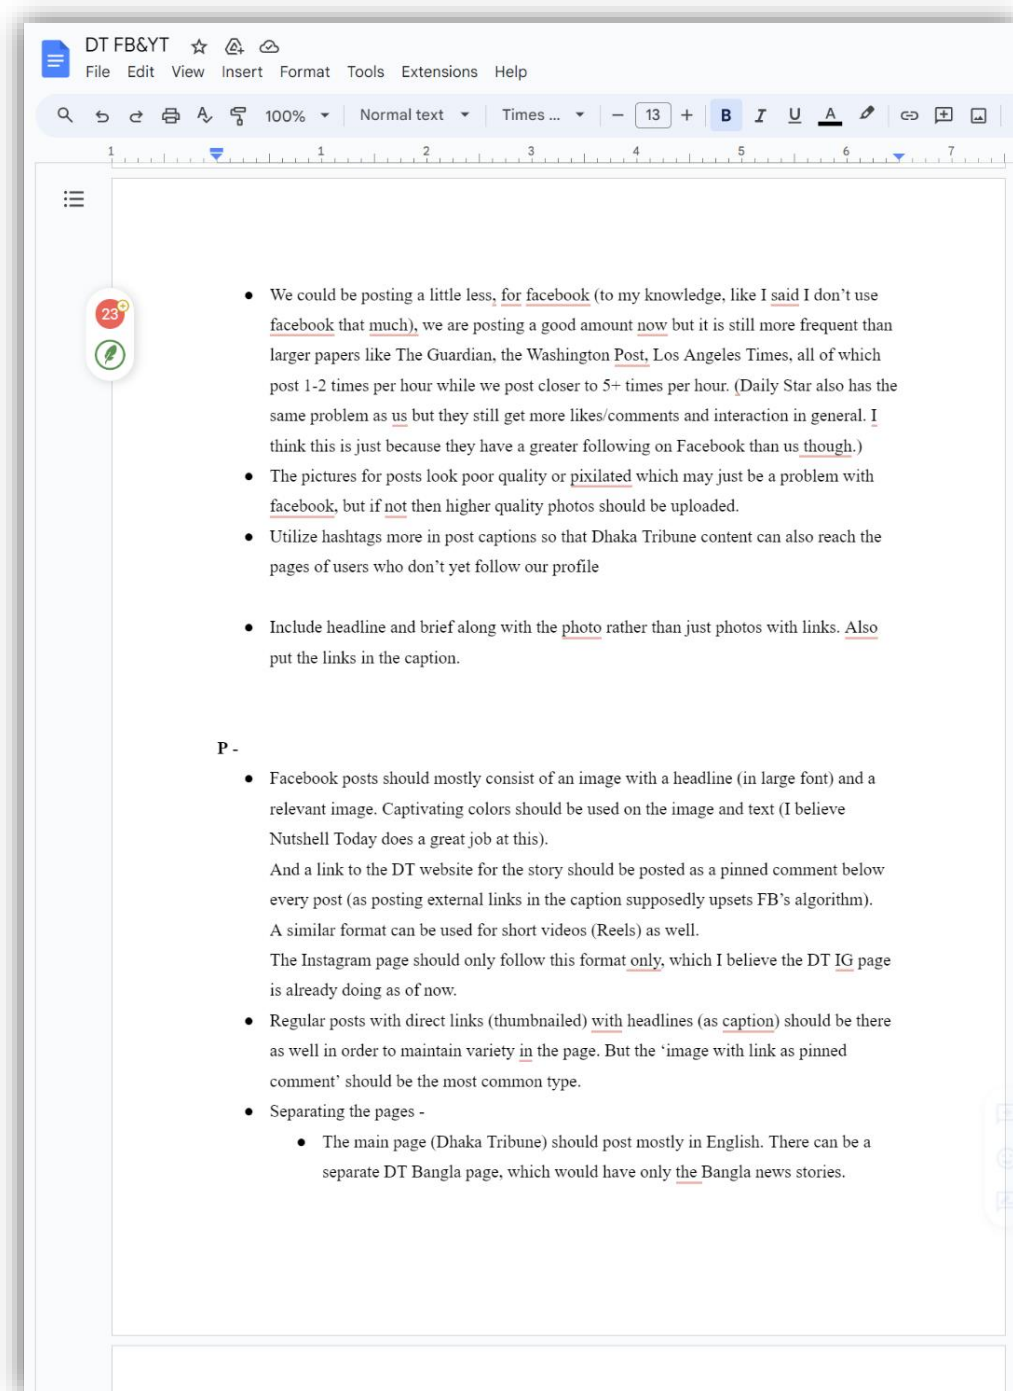 DT FB&YT
File Edit View Insert Format Tools Extensions Help
100% Normal text Times ... – 13 + B I U A
1 1 2 3 4 5 6 7
23
● We could be posting a little less, for facebook (to my knowledge, like I said I don’t use
facebook that much), we are posting a good amount now but it is still more frequent than
larger papers like The Guardian, the Washington Post, Los Angeles Times, all of which
post 1-2 times per hour while we post closer to 5+ times per hour. (Daily Star also has the
same problem as us but they still get more likes/comments and interaction in general. I
think this is just because they have a greater following on Facebook than us though.)
● The pictures for posts look poor quality or pixilated which may just be a problem with
facebook, but if not then higher quality photos should be uploaded.
● Utilize hashtags more in post captions so that Dhaka Tribune content can also reach the
pages of users who don’t yet follow our profile
● Include headline and brief along with the photo rather than just photos with links. Also
put the links in the caption.
P -
● Facebook posts should mostly consist of an image with a headline (in large font) and a
relevant image. Captivating colors should be used on the image and text (I believe
Nutshell Today does a great job at this).
And a link to the DT website for the story should be posted as a pinned comment below
every post (as posting external links in the caption supposedly upsets FB’s algorithm).
A similar format can be used for short videos (Reels) as well.
The Instagram page should only follow this format only, which I believe the DT IG page
is already doing as of now.
● Regular posts with direct links (thumbnailed) with headlines (as caption) should be there
as well in order to maintain variety in the page. But the ‘image with link as pinned
comment’ should be the most common type.
● Separating the pages -
● The main page (Dhaka Tribune) should post mostly in English. There can be a
separate DT Bangla page, which would have only the Bangla news stories.